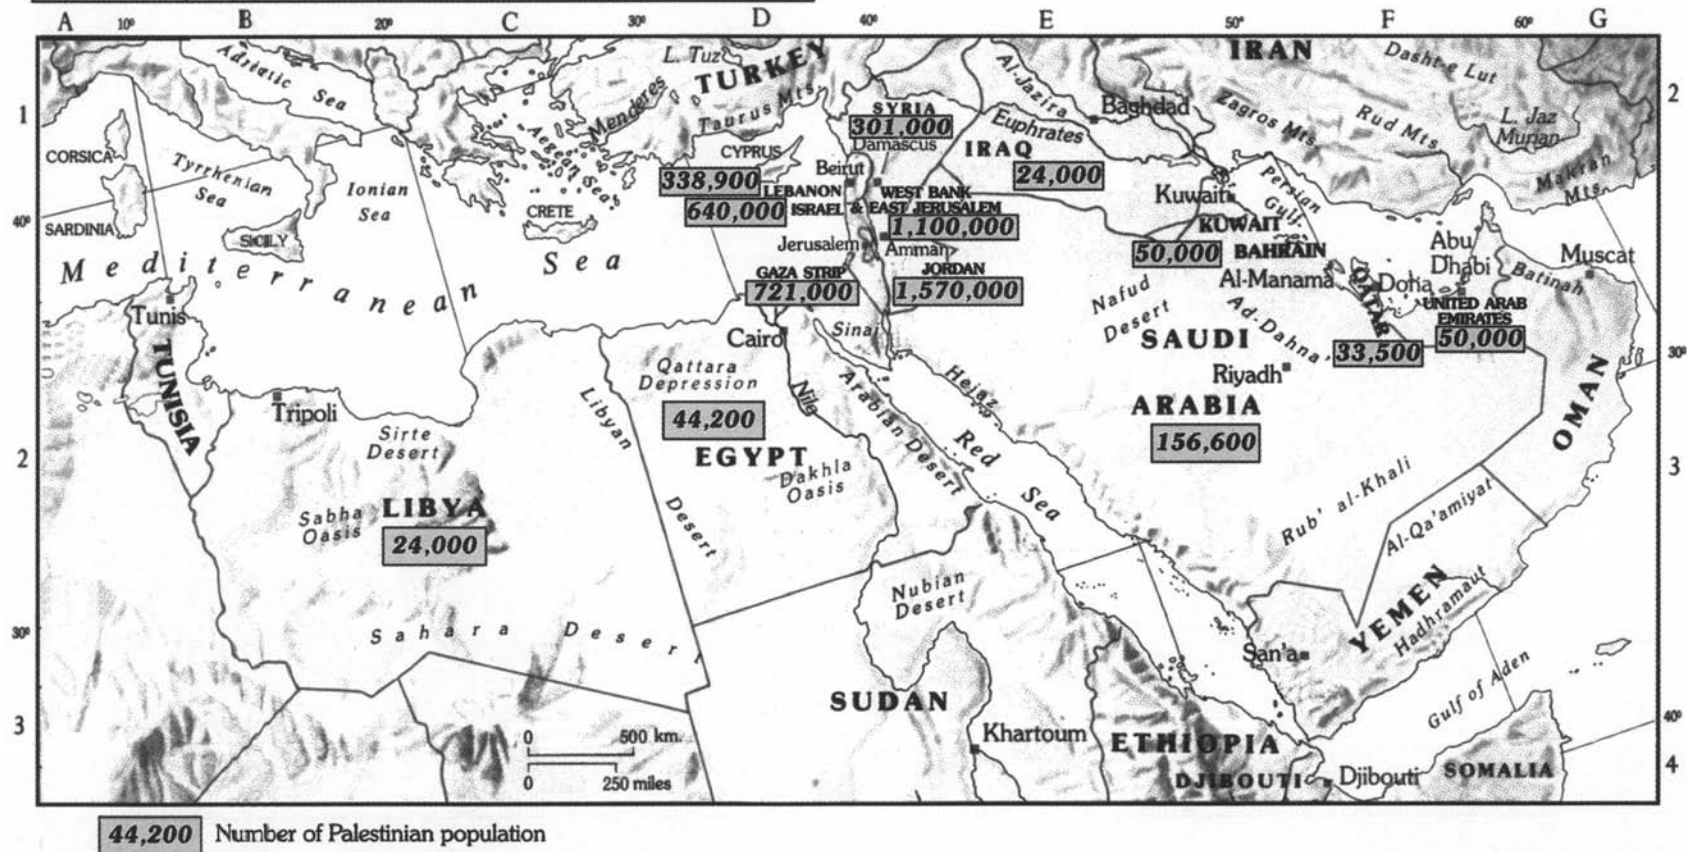 A 10° B 20° C 30° D 40° E 50° F 60° G
1
2
3
40°
30°
2
30°
3
40°
4
Adriatic Sea
CORSICA
SARDINIA
Tyrrhenian Sea
SICILY
Ionian Sea
Aegean Sea
CRETE
Mediterranean Sea
Menderes
L. Tuz
TURKEY
Taurus Mts.
CYPRUS
SYRIA
301,000
Damascus
Beirut
338,900
LEBANON
WEST BANK
640,000 ISRAEL & EAST JERUSALEM
1,100,000
Jerusalem
Amman
GAZA STRIP
721,000
JORDAN
1,570,000
Al-Jazira
Baghdad
Euphrates
IRAQ
24,000
IRAN
Dasht-e Lut
Zagros Mts.
Rud Mts.
L. Jaz
Murian
Makran
Mts.
Kuwait
Persian
Gulf
KUWAIT
50,000
BAHRAIN
Al-Manama
QATAR
Doha
33,500
Abu
Dhabi
UNITED ARAB
EMIRATES
50,000
Batinah
Muscat
OMAN
Nafud
Desert
Ad-Dahna'
SAUDI
Riyadh
ARABIA
156,600
Rub' al-Khali
Al-Qa'amiyat
YEMEN
Hadhramaut
San'a
Gulf of Aden
Tunis
TUNISIA
Tripoli
Sirte
Desert
Sabha
Oasis
LIBYA
24,000
Libyan
Desert
Cairo
Sinai
Qattara
Depression
Nile
44,200
EGYPT
Dakhla
Oasis
Arabian Desert
Hejaz
Red
Sea
Sahara Desert
Nubian
Desert
SUDAN
Khartoum
ETHIOPIA
DJIBOUTI
Djibouti
SOMALIA
0 500 km.
0 250 miles
44,200 Number of Palestinian population